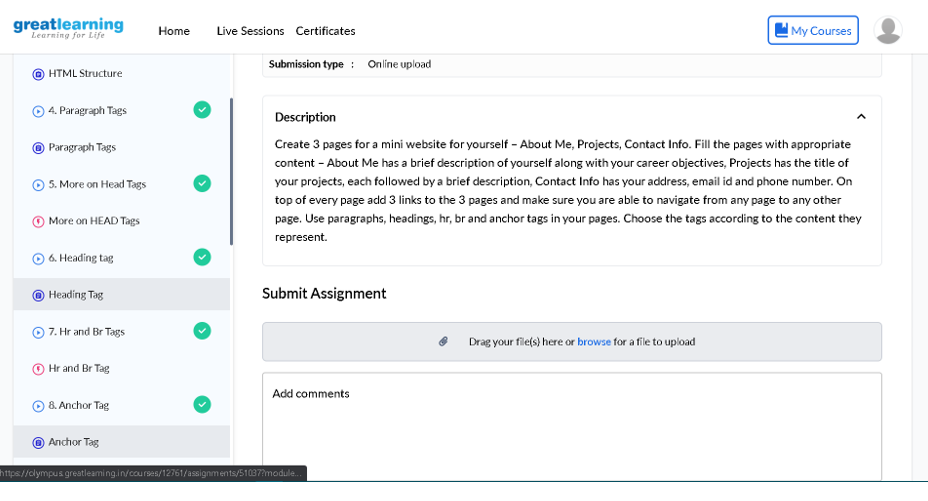 greatlearning
Learning for Life
Home
Live Sessions
Certificates
My Courses
HTML Structure
4. Paragraph Tags
Paragraph Tags
5. More on Head Tags
More on HEAD Tags
6. Heading tag
Heading Tag
7. Hr and Br Tags
Hr and Br Tag
8. Anchor Tag
Anchor Tag
https://olympus.greatlearning.in/courses/12761/assignments/51037?module...
Submission type : Online upload
Description
Create 3 pages for a mini website for yourself – About Me, Projects, Contact Info. Fill the pages with appropriate
content – About Me has a brief description of yourself along with your career objectives, Projects has the title of
your projects, each followed by a brief description, Contact Info has your address, email id and phone number. On
top of every page add 3 links to the 3 pages and make sure you are able to navigate from any page to any other
page. Use paragraphs, headings, hr, br and anchor tags in your pages. Choose the tags according to the content they
represent.
Submit Assignment
Drag your file(s) here or browse for a file to upload
Add comments